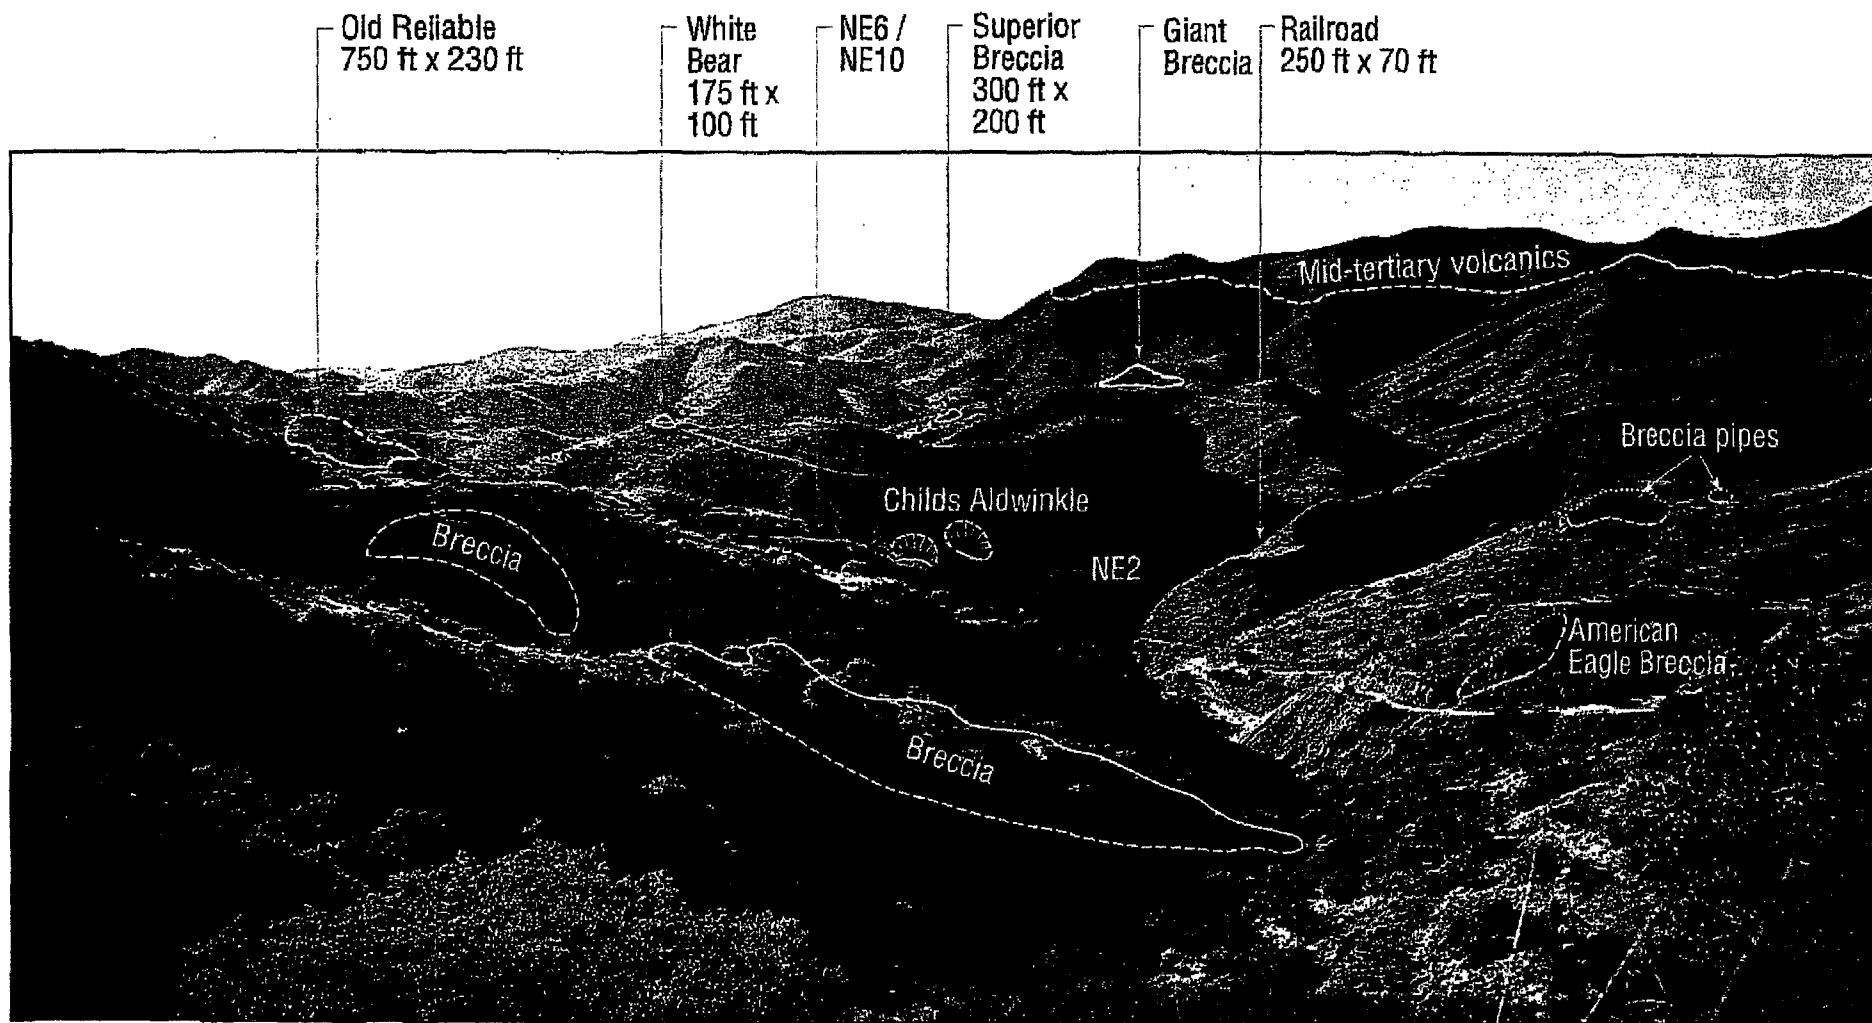 Old Reliable
750 ft x 230 ft
White
Bear
175 ft x
100 ft
NE6 /
NE10
Superior
Breccia
300 ft x
200 ft
Giant
Breccia
Railroad
250 ft x 70 ft
Mid-tertiary volcanics
Breccia pipes
Childs Aldwinkle
Breccia
NE2
American
Eagle Breccia
Breccia